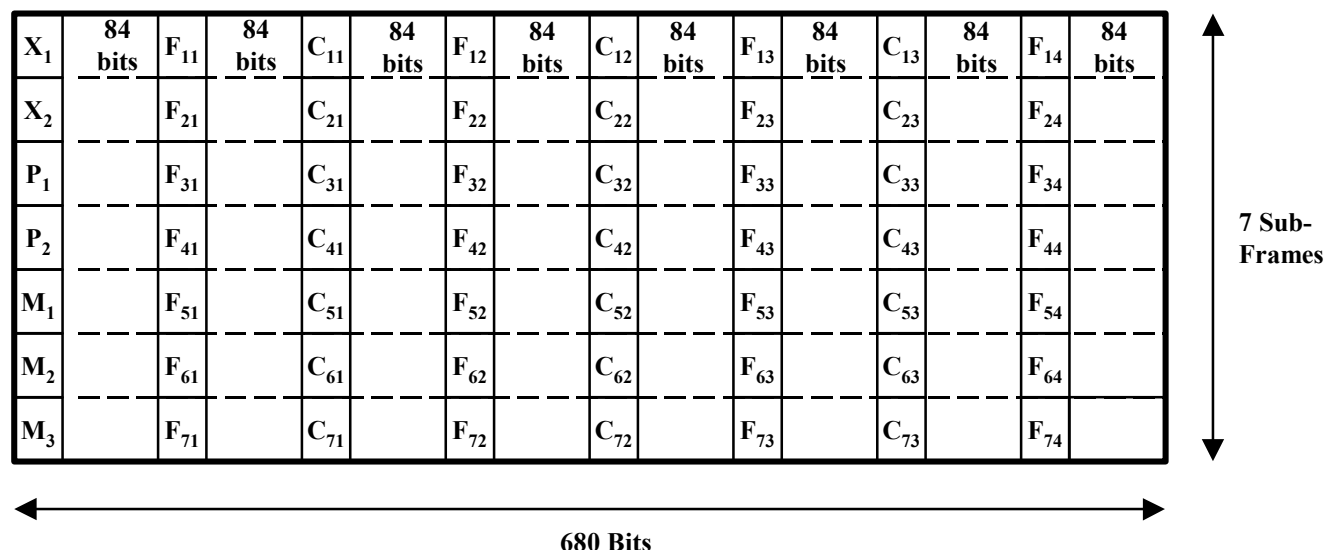 X₁ 84 bits F₁₁ 84 bits C₁₁ 84 bits F₁₂ 84 bits C₁₂ 84 bits F₁₃ 84 bits C₁₃ 84 bits F₁₄ 84 bits
X₂ F₂₁ C₂₁ F₂₂ C₂₂ F₂₃ C₂₃ F₂₄
P₁ F₃₁ C₃₁ F₃₂ C₃₂ F₃₃ C₃₃ F₃₄
P₂ F₄₁ C₄₁ F₄₂ C₄₂ F₄₃ C₄₃ F₄₄
M₁ F₅₁ C₅₁ F₅₂ C₅₂ F₅₃ C₅₃ F₅₄
M₂ F₆₁ C₆₁ F₆₂ C₆₂ F₆₃ C₆₃ F₆₄
M₃ F₇₁ C₇₁ F₇₂ C₇₂ F₇₃ C₇₃ F₇₄
7 Sub-
Frames
680 Bits